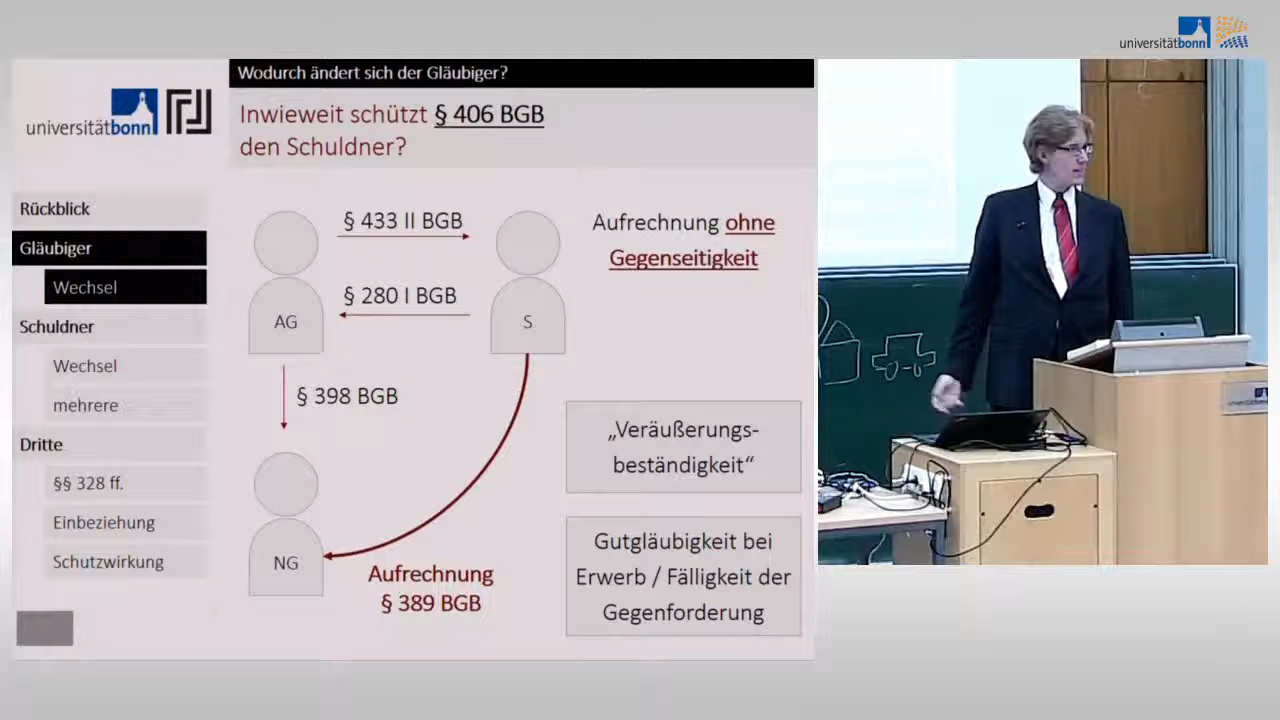 universitätbonn
Wodurch ändert sich der Gläubiger?
Inwieweit schützt § 406 BGB
den Schuldner?
universitätbonn
Rückblick
Gläubiger
Wechsel
Schuldner
Wechsel
mehrere
Dritte
§§ 328 ff.
Einbeziehung
Schutzwirkung
§ 433 II BGB
§ 280 I BGB
AG
S
§ 398 BGB
NG
Aufrechnung
§ 389 BGB
Aufrechnung ohne
Gegenseitigkeit
„Veräußerungs-
beständigkeit“
Gutgläubigkeit bei
Erwerb / Fälligkeit der
Gegenforderung